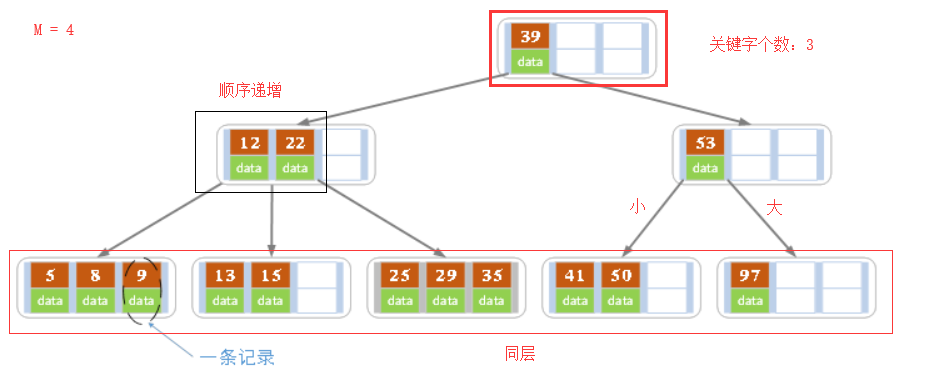 M = 4
39
data
关键字个数：3
顺序递增
12 22
data data
53
data
小
大
5 8 9
data data data
13 15
data data
25 29 35
data data data
41 50
data data
97
data
一条记录
同层